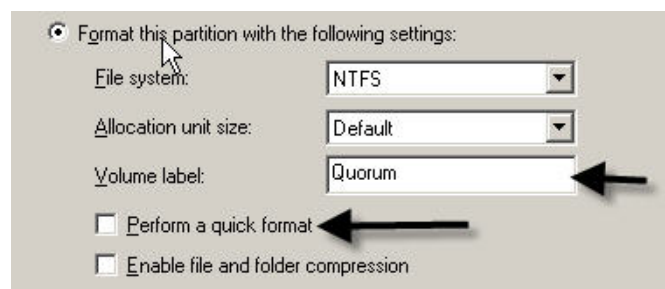 Format this partition with the following settings:
File system: NTFS
Allocation unit size: Default
Volume label: Quorum
Perform a quick format
Enable file and folder compression